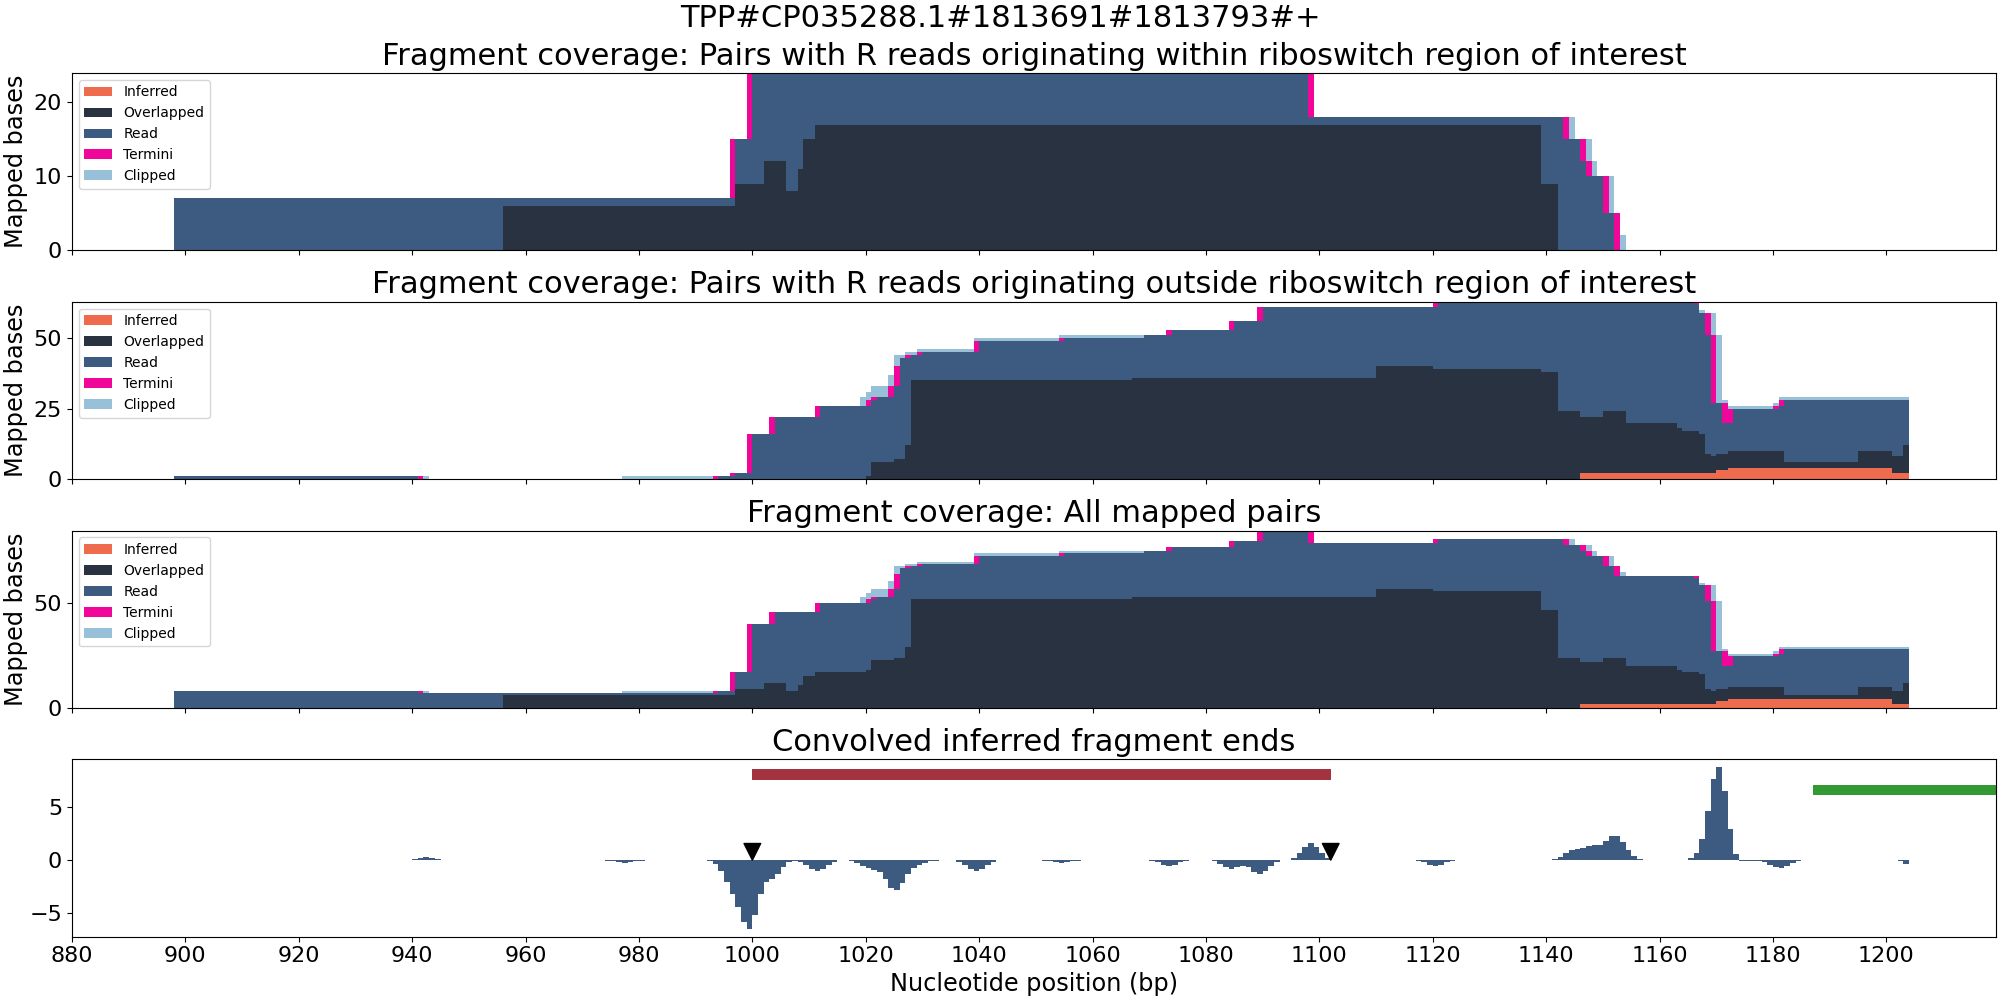 TPP#CP035288.1#1813691#1813793#+
Fragment coverage: Pairs with R reads originating within riboswitch region of interest
Mapped bases
20
10
0
Inferred
Overlapped
Read
Termini
Clipped
Fragment coverage: Pairs with R reads originating outside riboswitch region of interest
Mapped bases
50
25
0
Inferred
Overlapped
Read
Termini
Clipped
Fragment coverage: All mapped pairs
Mapped bases
50
0
Inferred
Overlapped
Read
Termini
Clipped
Convolved inferred fragment ends
5
0
−5
880 900 920 940 960 980 1000 1020 1040 1060 1080 1100 1120 1140 1160 1180 1200
Nucleotide position (bp)